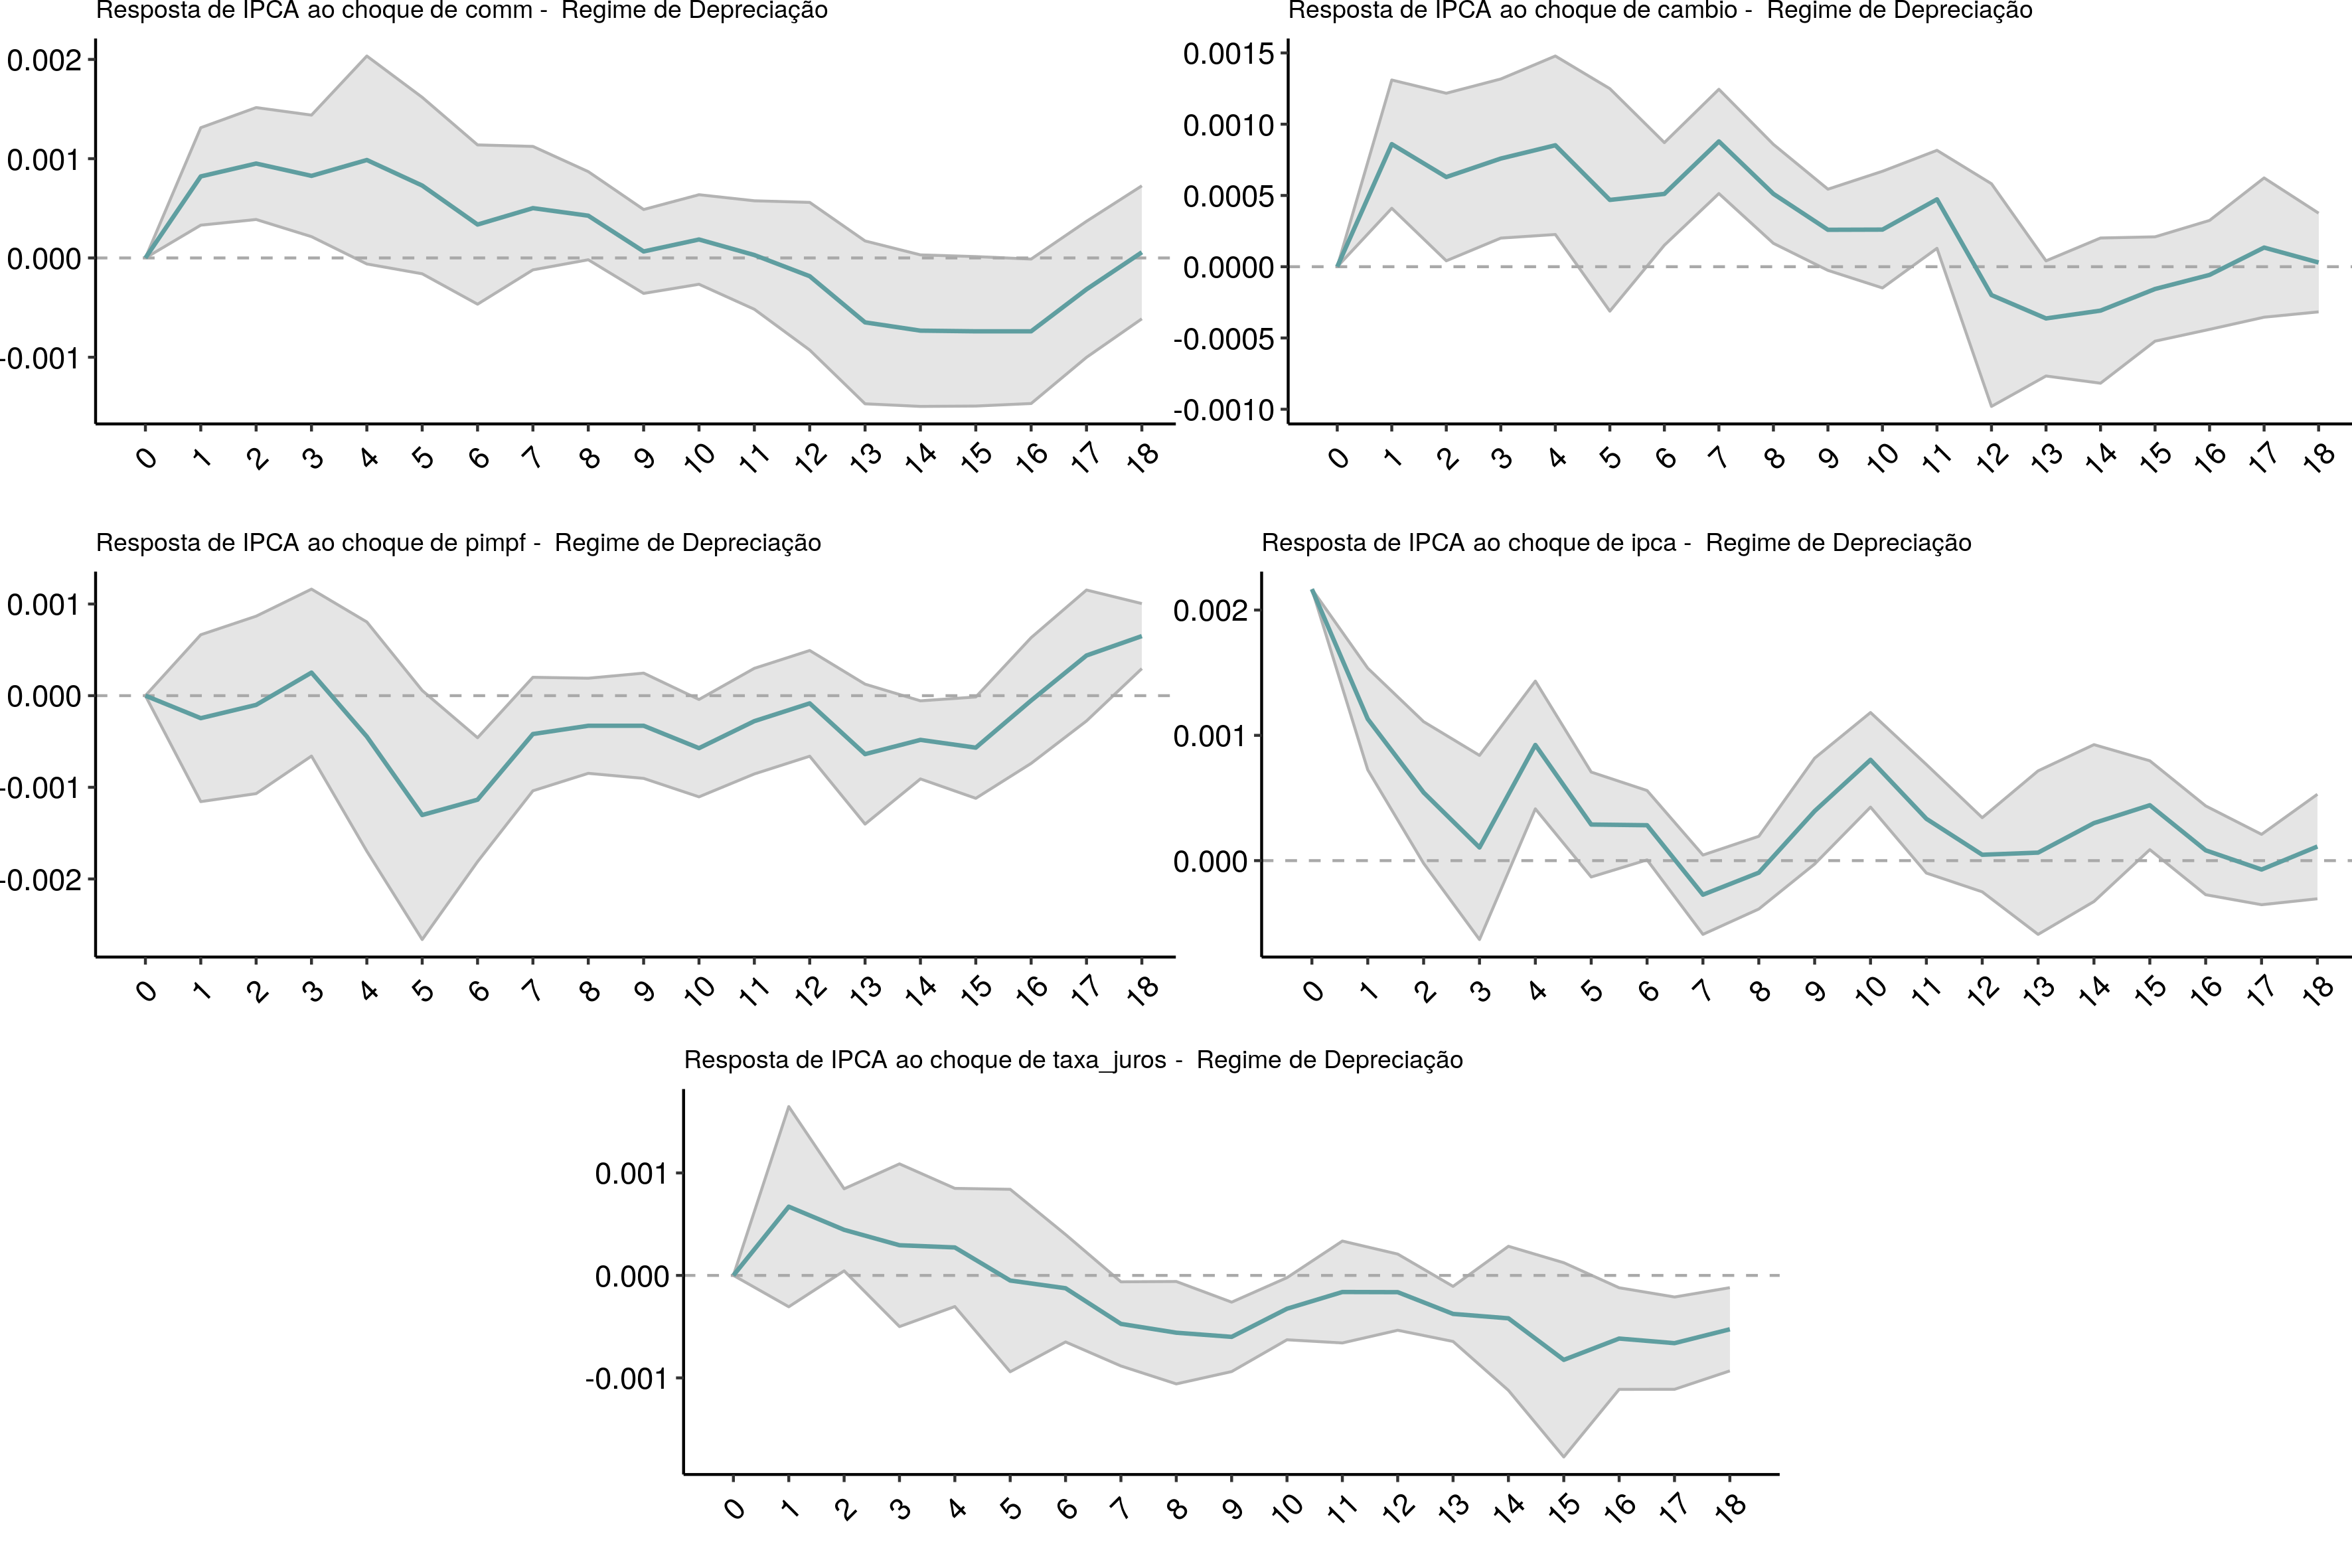 Resposta de IPCA ao choque de comm -  Regime de Depreciação
0.002
0.001
0.000
-0.001
0 1 2 3 4 5 6 7 8 9 10 11 12 13 14 15 16 17 18
Resposta de IPCA ao choque de cambio -  Regime de Depreciação
0.0015
0.0010
0.0005
0.0000
-0.0005
-0.0010
0 1 2 3 4 5 6 7 8 9 10 11 12 13 14 15 16 17 18
Resposta de IPCA ao choque de pimpf -  Regime de Depreciação
0.001
0.000
-0.001
-0.002
0 1 2 3 4 5 6 7 8 9 10 11 12 13 14 15 16 17 18
Resposta de IPCA ao choque de ipca -  Regime de Depreciação
0.002
0.001
0.000
0 1 2 3 4 5 6 7 8 9 10 11 12 13 14 15 16 17 18
Resposta de IPCA ao choque de taxa_juros -  Regime de Depreciação
0.001
0.000
-0.001
0 1 2 3 4 5 6 7 8 9 10 11 12 13 14 15 16 17 18